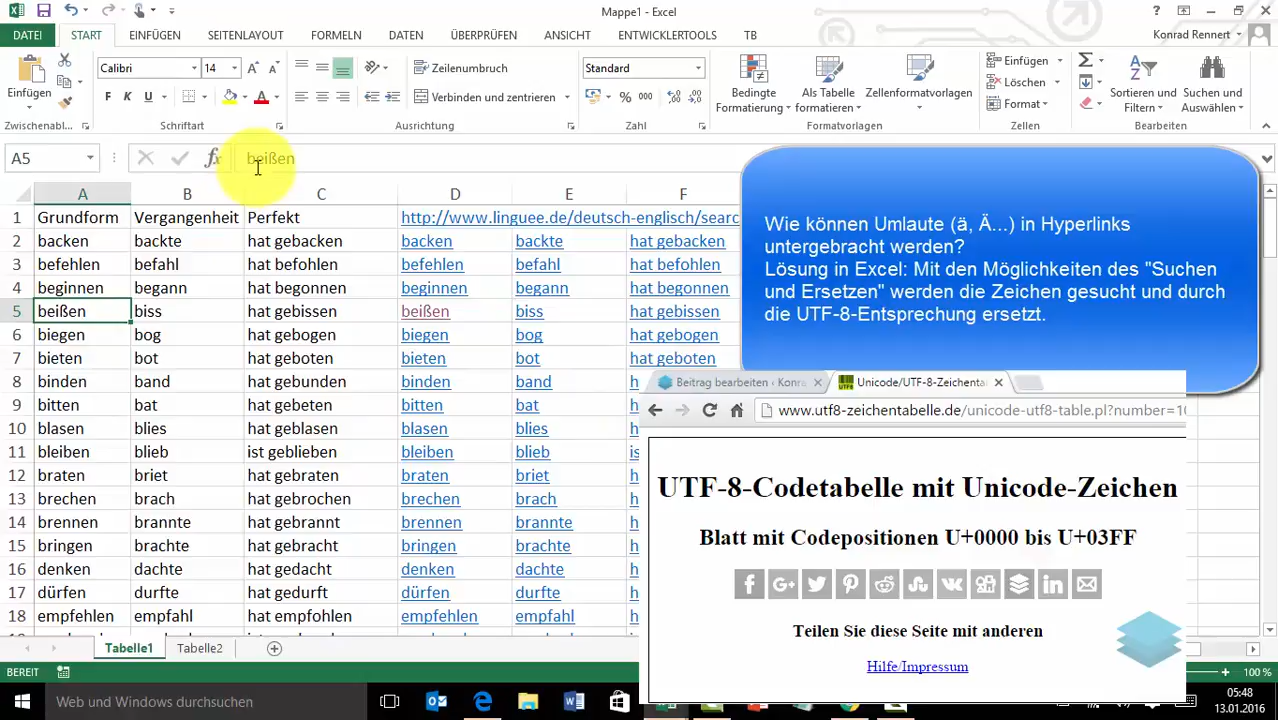 Mappe1 - Excel
DATEI START EINFÜGEN SEITENLAYOUT FORMELN DATEN ÜBERPRÜFEN ANSICHTEN ENTWICKLERTOOLS TB
Konrad Rennert
Einfügen
Calibri 14
F K U
Zeilenumbruch
Verbinden und zentrieren
Standard
% 000
Bedingte Formatierung
Als Tabelle formatieren
Zellenformatvorlagen
Einfügen
Löschen
Format
Sortieren und Filtern
Suchen und Auswählen
Zwischenabl... Schriftart Ausrichtung Zahl Formatvorlagen Zellen Bearbeiten
A5 fx beißen
A B C D E F
1 Grundform Vergangenheit Perfekt http://www.linguee.de/deutsch-englisch/searc
2 backen backte hat gebacken backen backte hat gebacken
3 befehlen befahl hat befohlen befehlen befahl hat befohlen
4 beginnen begann hat begonnen beginnen begann hat begonnen
5 beißen biss hat gebissen beißen biss hat gebissen
6 biegen bog hat gebogen biegen bog hat gebogen
7 bieten bot hat geboten bieten bot hat geboten
8 binden band hat gebunden binden band h
9 bitten bat hat gebeten bitten bat h
10 blasen blies hat geblasen blasen blies h
11 bleiben blieb ist geblieben bleiben blieb is
12 braten briet hat gebraten braten briet h
13 brechen brach hat gebrochen brechen brach h
14 brennen brannte hat gebrannt brennen brannte h
15 bringen brachte hat gebracht bringen brachte h
16 denken dachte hat gedacht denken dachte h
17 dürfen durfte hat gedurft dürfen durfte h
18 empfehlen empfahl hat empfohlen empfehlen empfahl h
Wie können Umlaute (ä, Ä...) in Hyperlinks
untergebracht werden?
Lösung in Excel: Mit den Möglichkeiten des "Suchen
und Ersetzen" werden die Zeichen gesucht und durch
die UTF-8-Entsprechung ersetzt.
Beitrag bearbeiten ‹ Konra Unicode/UTF-8-Zeichenta
www.utf8-zeichentabelle.de/unicode-utf8-table.pl?number=10
UTF-8-Codetabelle mit Unicode-Zeichen
Blatt mit Codepositionen U+0000 bis U+03FF
Teilen Sie diese Seite mit anderen
Hilfe/Impressum
Tabelle1 Tabelle2
BEREIT
100 %
Web und Windows durchsuchen
05:48
13.01.2016